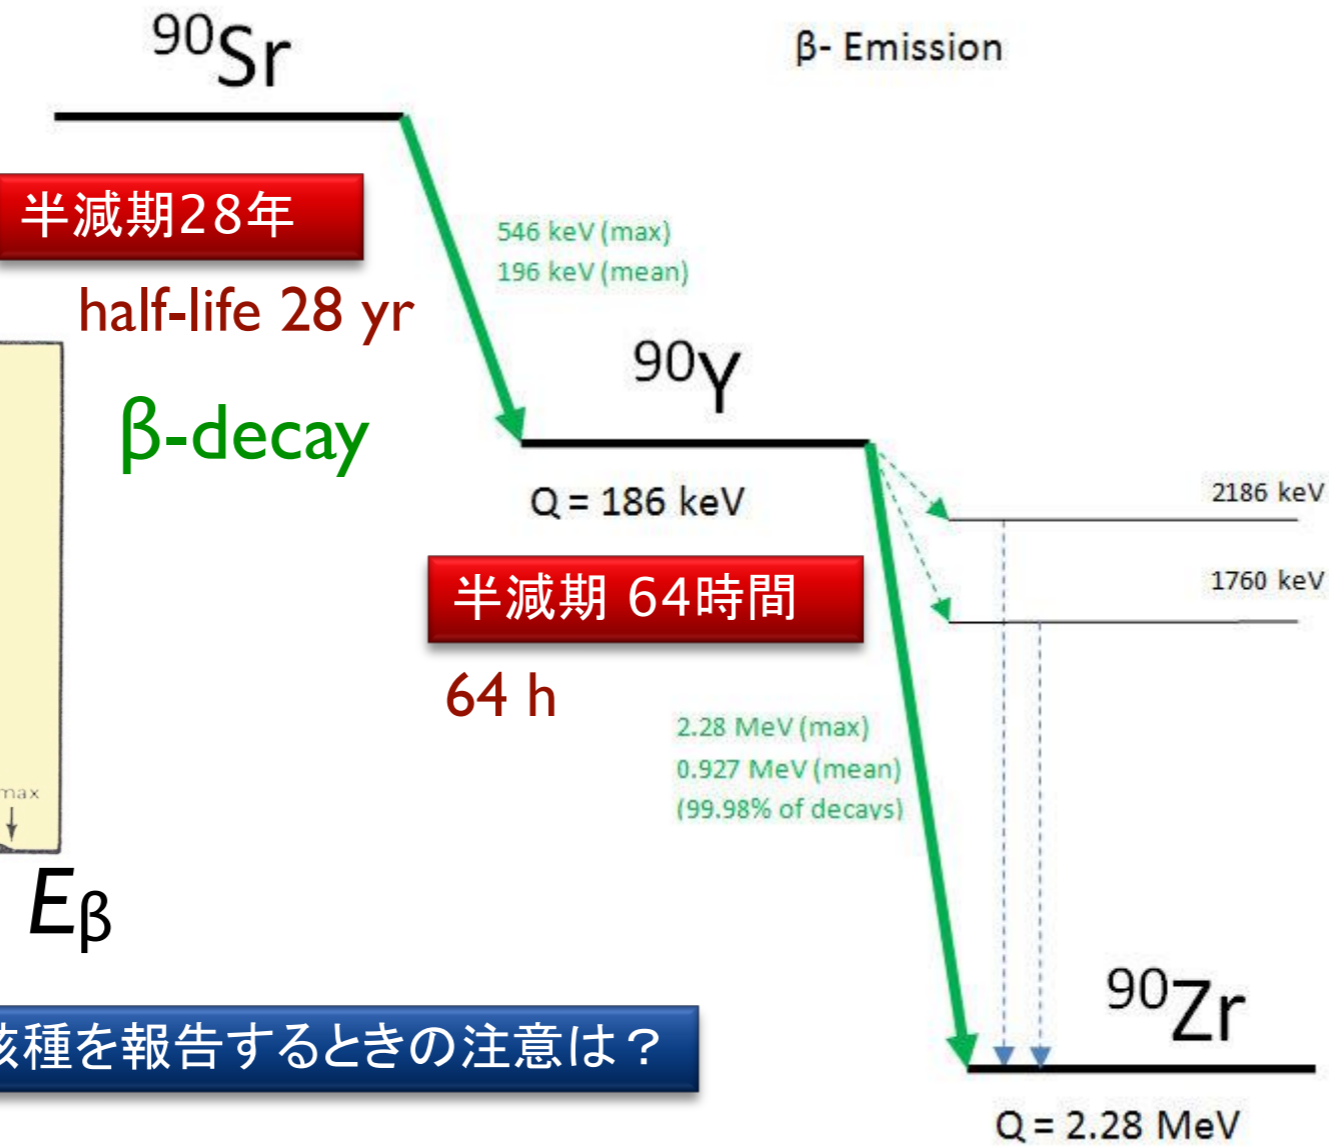 ⁹⁰Sr
β- Emission
半減期28年
half-life 28 yr
β-decay
546 keV (max)
196 keV (mean)
⁹⁰Y
Q = 186 keV
半減期 64時間
64 h
2186 keV
1760 keV
2.28 MeV (max)
0.927 MeV (mean)
(99.98% of decays)
max
Eβ
核種を報告するときの注意は？
⁹⁰Zr
Q = 2.28 MeV